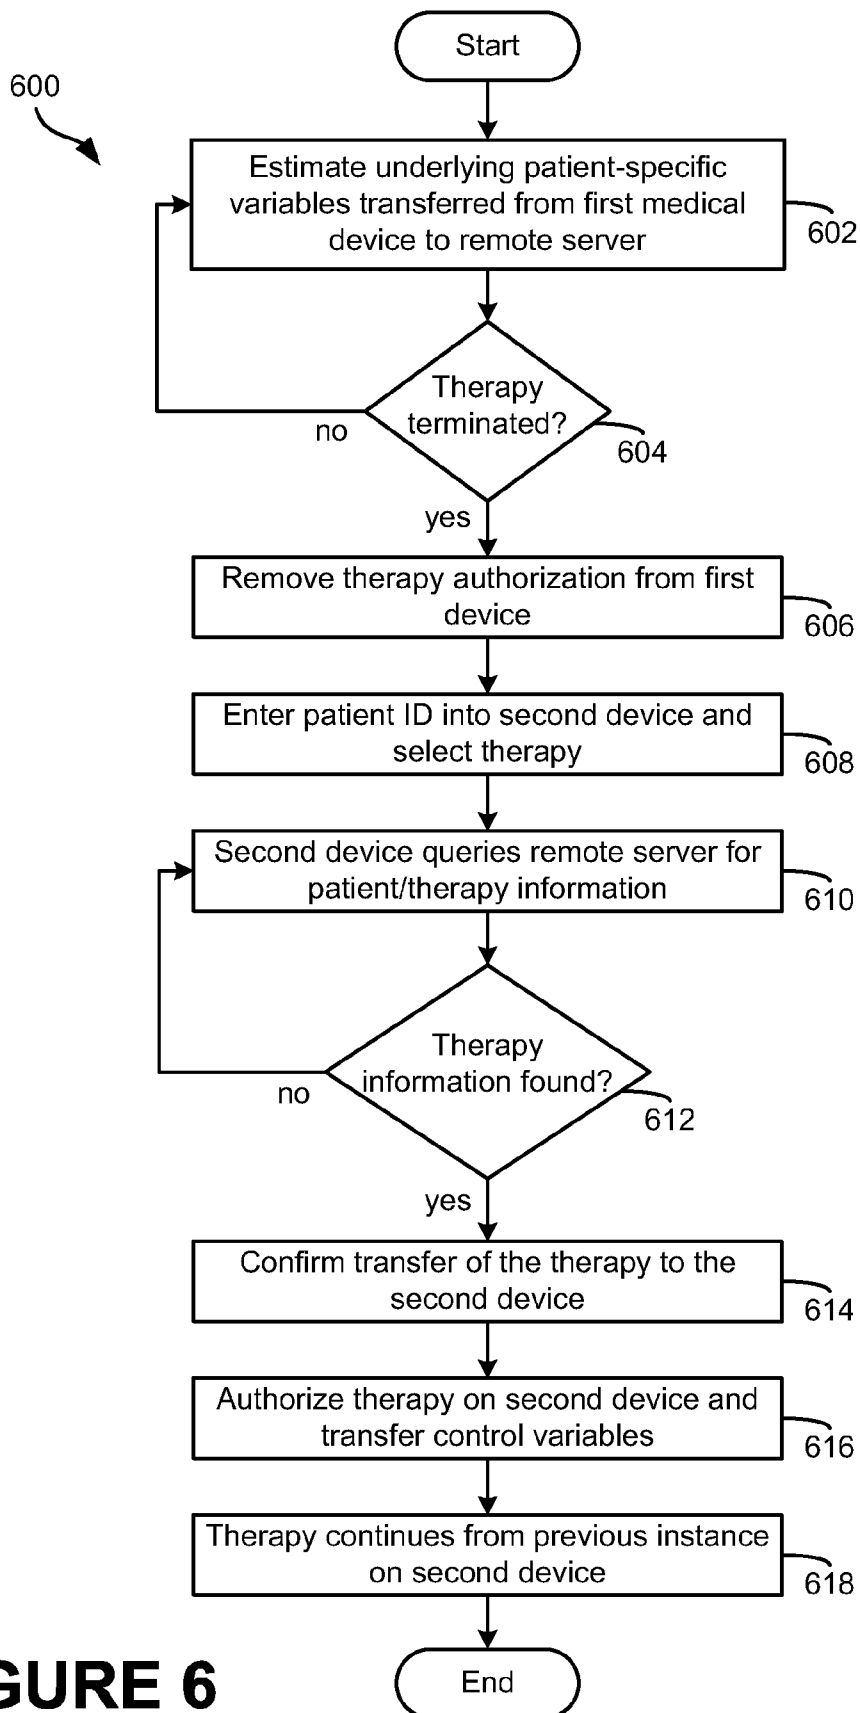 Start
600
Estimate underlying patient-specific
variables transferred from first medical
device to remote server
602
Therapy
terminated?
no
604
yes
Remove therapy authorization from first
device
606
Enter patient ID into second device and
select therapy
608
Second device queries remote server for
patient/therapy information
610
Therapy
information found?
no
612
yes
Confirm transfer of the therapy to the
second device
614
Authorize therapy on second device and
transfer control variables
616
Therapy continues from previous instance
on second device
618
GURE 6
End